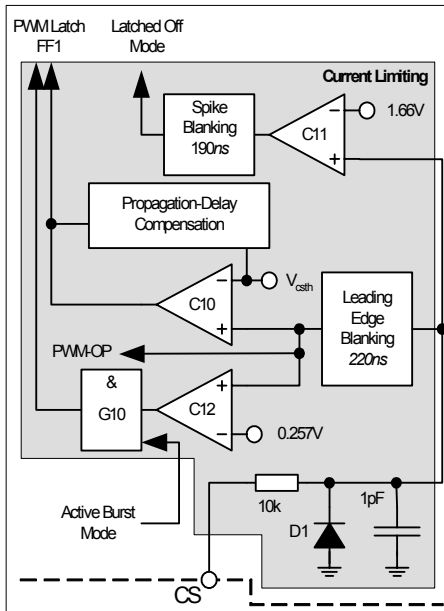 PWM Latch
FF1
Latched Off
Mode
Current Limiting
Spike
Blanking
190ns
C11
1.66V
Propagation-Delay
Compensation
C10
Vcsth
Leading
Edge
Blanking
220ns
PWM-OP
&
G10
C12
0.257V
Active Burst
Mode
10k
D1
1pF
CS